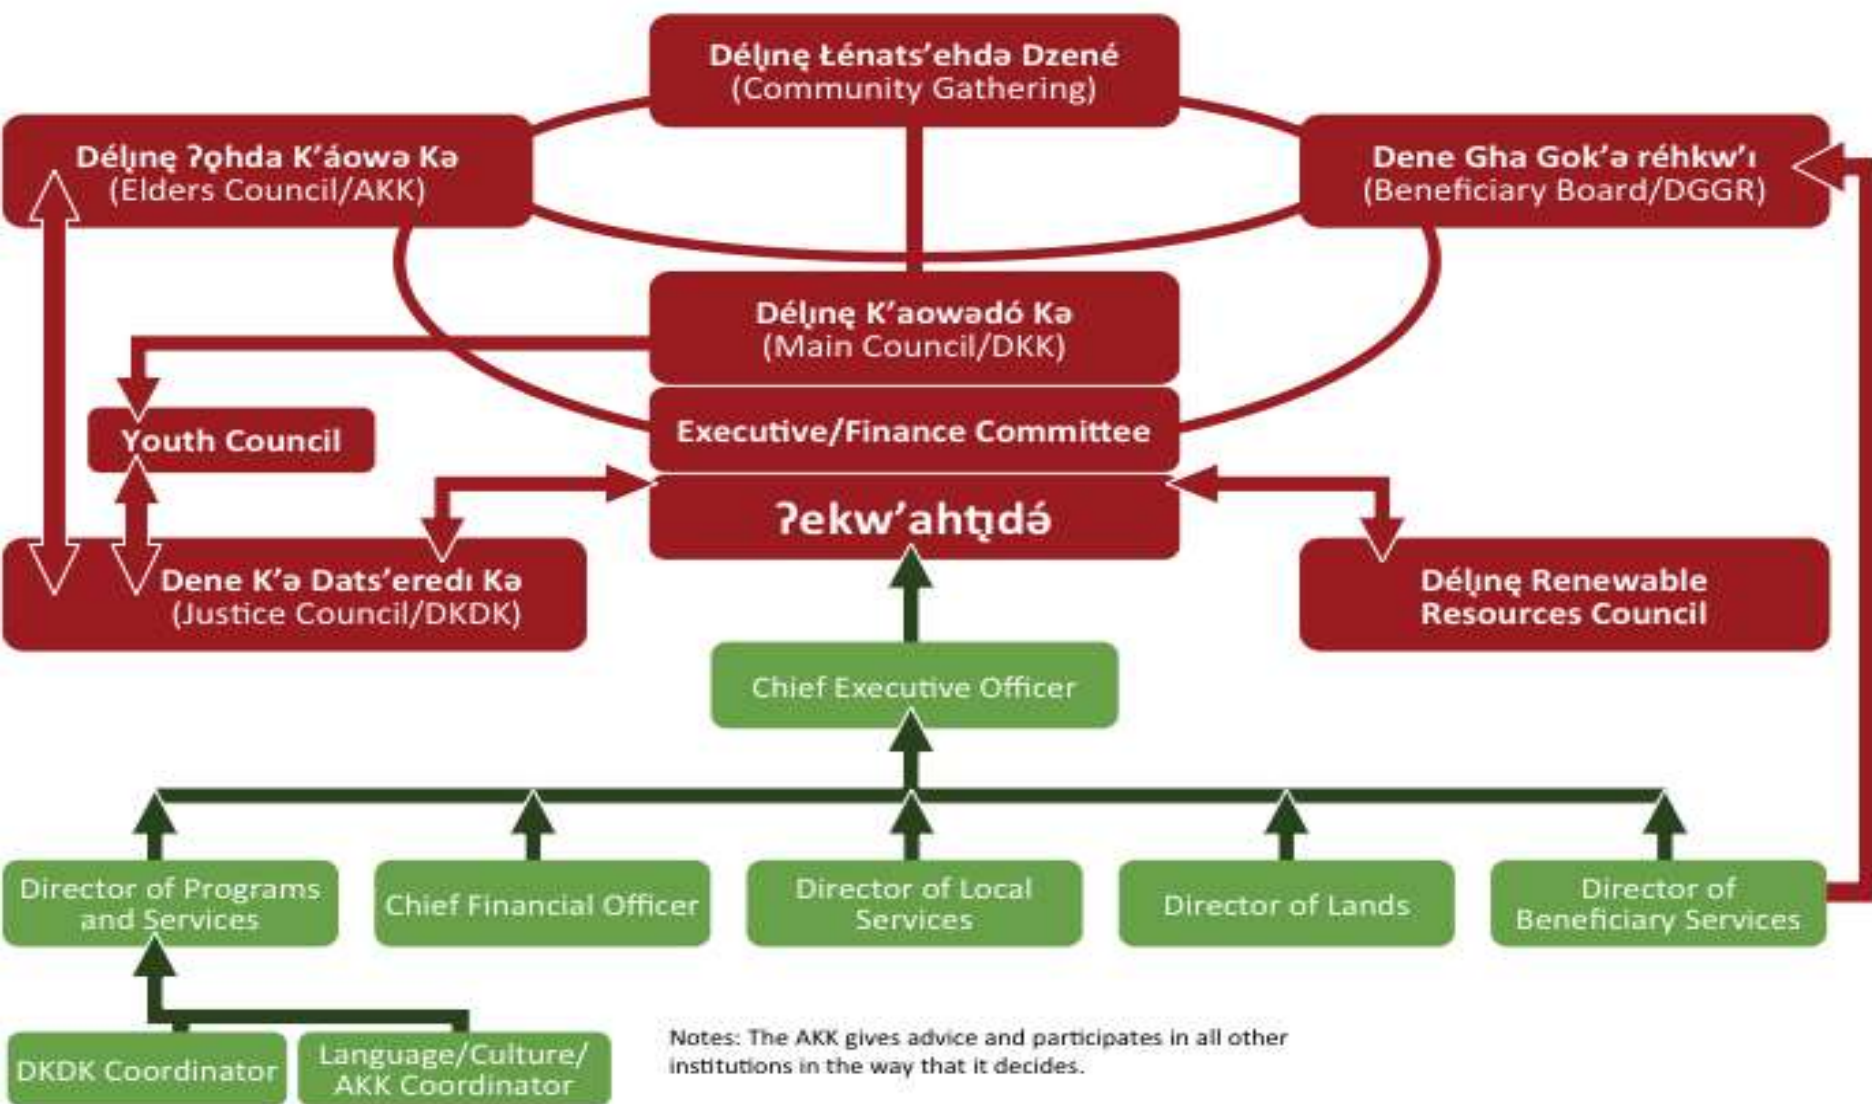 Délı̨nę Łénats’ehdə Dzené
(Community Gathering)
Délı̨nę Ɂǫhda K’áowə Kə
(Elders Council/AKK)
Dene Gha Gok’ə réhkw’ı
(Beneficiary Board/DGGR)
Délı̨nę K’aowədó Kə
(Main Council/DKK)
Youth Council
Executive/Finance Committee
Ɂekw’ahtı̨də́
Dene K’ə Dats’eredı Kə
(Justice Council/DKDK)
Délı̨nę Renewable
Resources Council
Chief Executive Officer
Director of Programs
and Services
Chief Financial Officer
Director of Local
Services
Director of Lands
Director of
Beneficiary Services
DKDK Coordinator
Language/Culture/
AKK Coordinator
Notes: The AKK gives advice and participates in all other
institutions in the way that it decides.